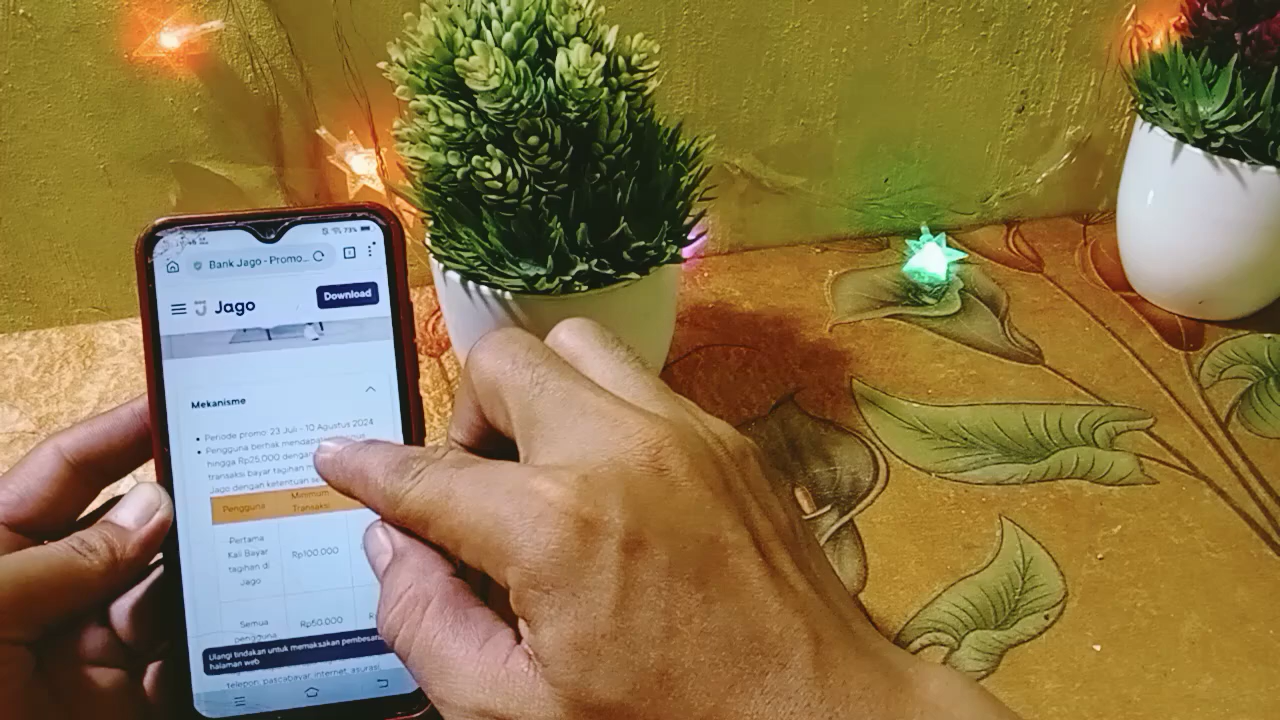 73%
Bank Jago - Promo...
Jago
Download
Mekanisme
Periode promo: 23 Juli - 10 Agustus 2024
Pengguna berhak
hingga Rp25.000 dengan
transaksi bayar tagihan
Jago dengan ketentuan
Pengguna
Minimum
Transaksi
Pertama
Kali Bayar
tagihan di
Jago
Rp100.000
Semua
pengguna
Rp50.000
Ulangi tindakan untuk memaksakan
halaman web
telepon, pascabayar, internet, asuransi